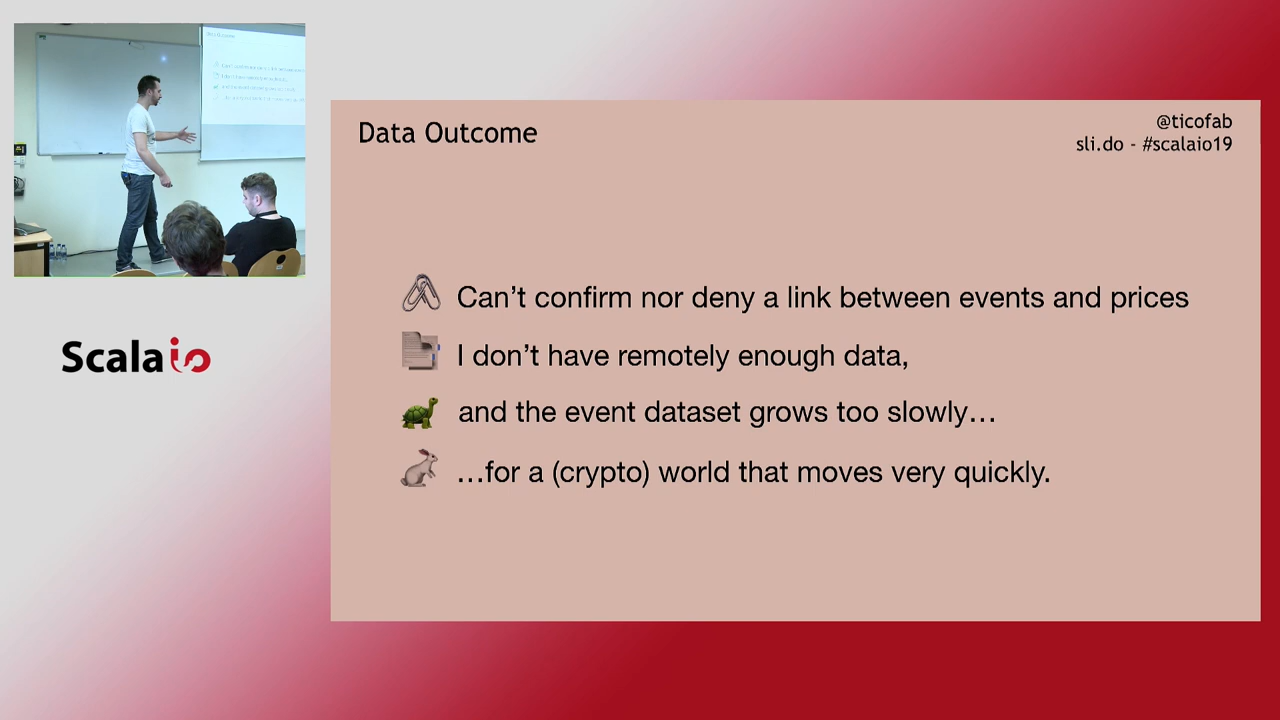 Data Outcome
@ticofab
sli.do - #scalaio19
Can't confirm nor deny a link between events and prices
I don't have remotely enough data,
and the event dataset grows too slowly…
…for a (crypto) world that moves very quickly.
Scala io